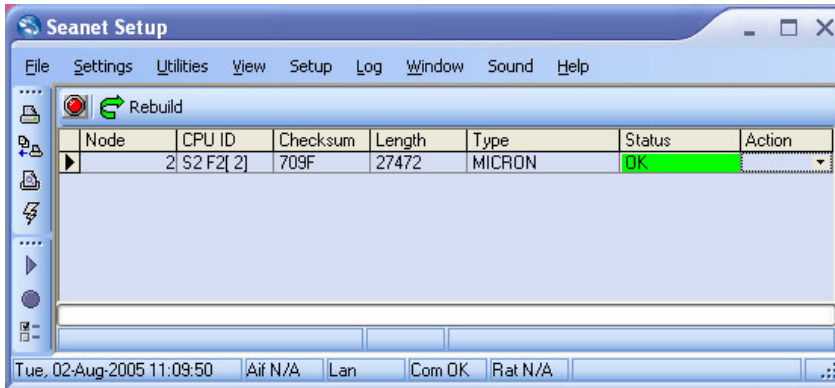 Seanet Setup
File Settings Utilities View Setup Log Window Sound Help
Rebuild
Node CPU ID Checksum Length Type Status Action
2 S2 F2[ 2] 709F 27472 MICRON OK
Tue, 02-Aug-2005 11:09:50 Aif N/A Lan Com OK Rat N/A